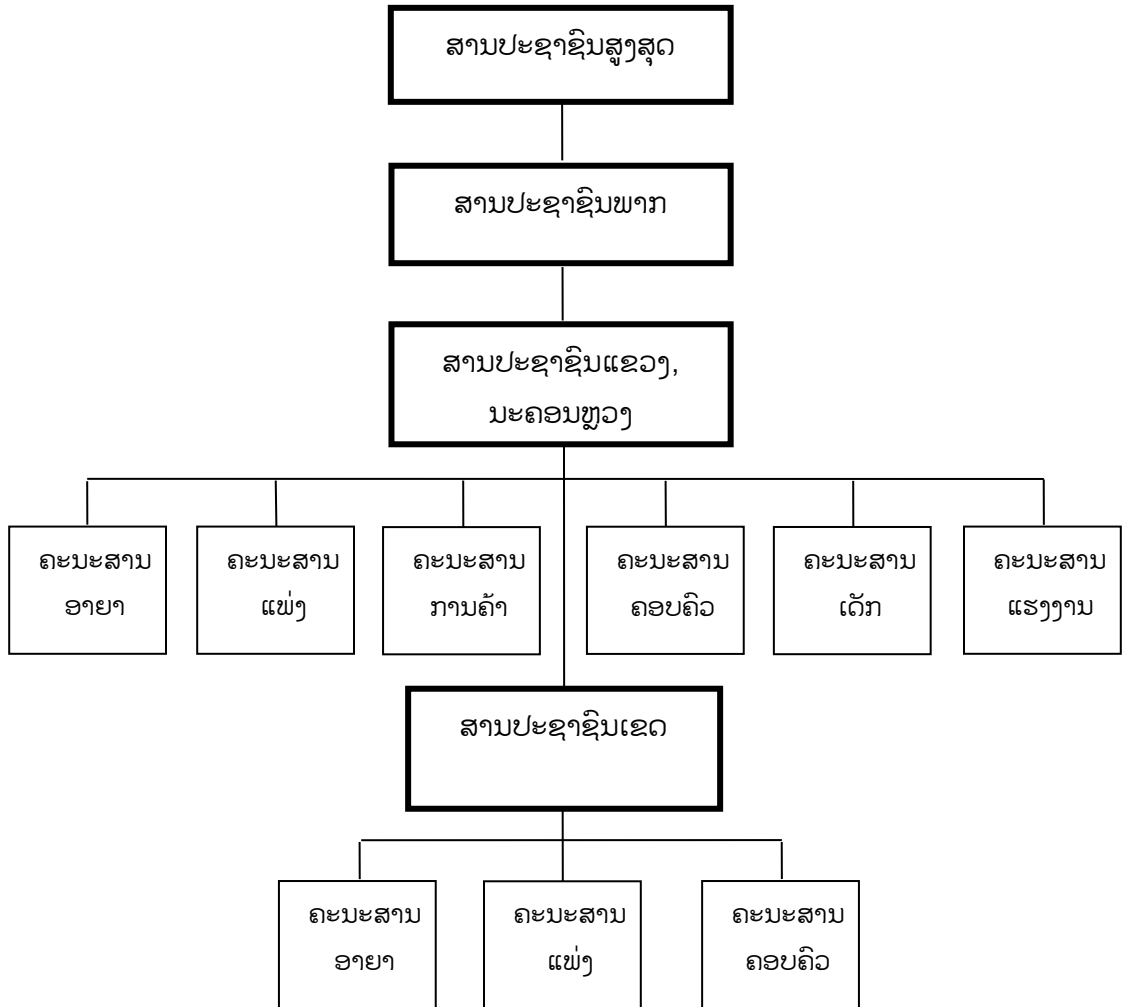 ສານປະຊາຊົນສູງສຸດ
ສານປະຊາຊົນພາກ
ສານປະຊາຊົນແຂວງ,
ນະຄອນຫຼວງ
ຄະນະສານ
ອາຍາ
ຄະນະສານ
ແພ່ງ
ຄະນະສານ
ການຄ້າ
ຄະນະສານ
ຄອບຄົວ
ຄະນະສານ
ເດັກ
ຄະນະສານ
ແຮງງານ
ສານປະຊາຊົນເຂດ
ຄະນະສານ
ອາຍາ
ຄະນະສານ
ແພ່ງ
ຄະນະສານ
ຄອບຄົວ